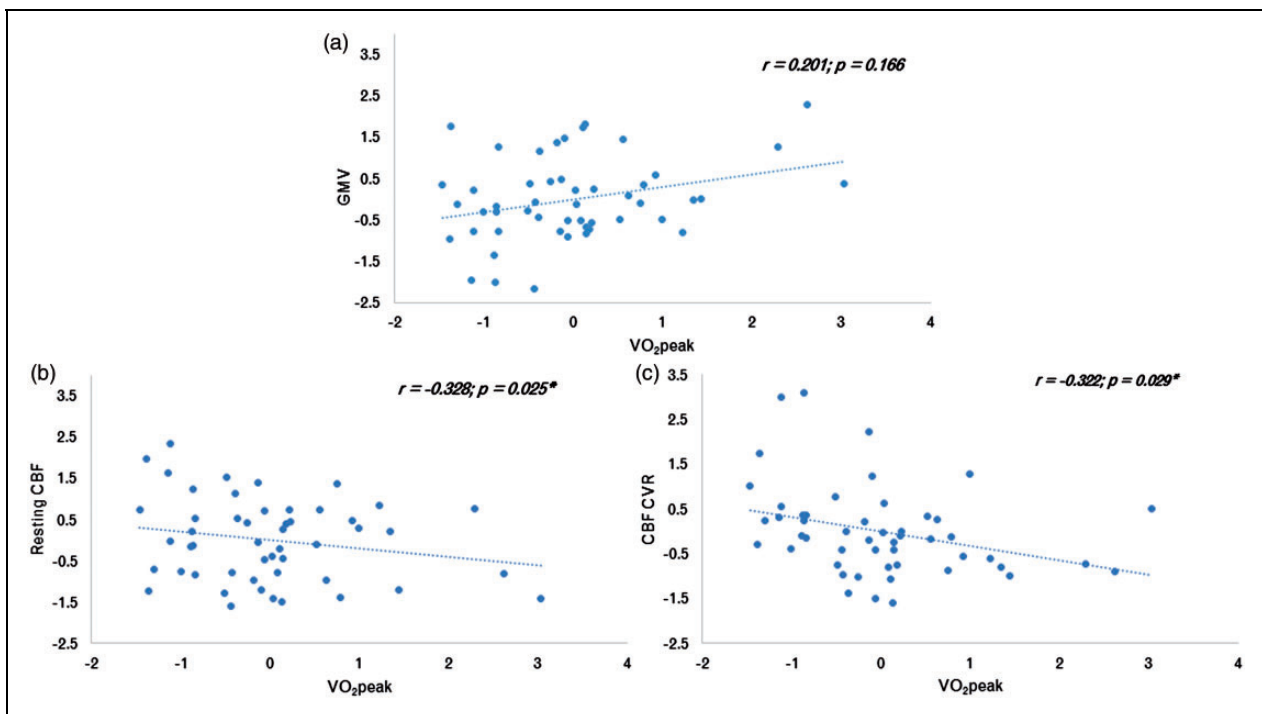 (a)
r = 0.201; p = 0.166
3.5
2.5
1.5
0.5
-0.5
-1.5
-2.5
GMV
-2 -1 0 1 2 3 4
VO₂peak
(b)
r = -0.328; p = 0.025*
3.5
2.5
1.5
0.5
-0.5
-1.5
-2.5
Resting CBF
-2 -1 0 1 2 3 4
VO₂peak
(c)
r = -0.322; p = 0.029*
3.5
2.5
1.5
0.5
-0.5
-1.5
-2.5
CBF CVR
-2 -1 0 1 2 3 4
VO₂peak